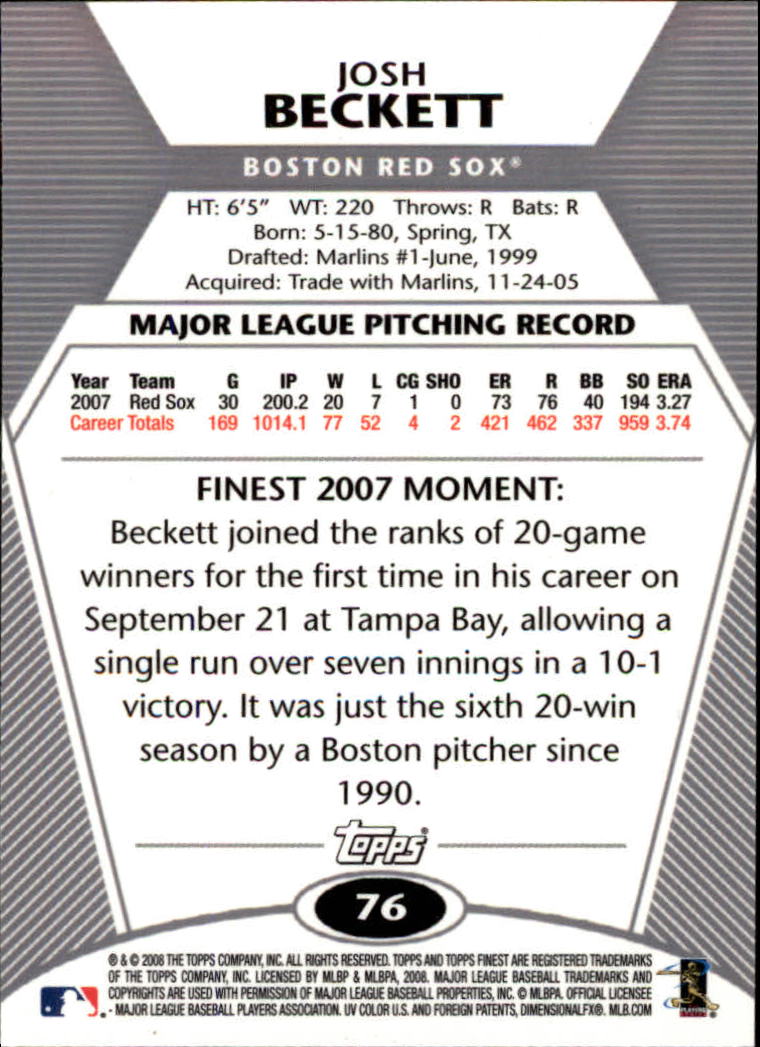 JOSH
BECKETT
BOSTON RED SOX®
HT: 6'5" WT: 220 Throws: R Bats: R
Born: 5-15-80, Spring, TX
Drafted: Marlins #1-June, 1999
Acquired: Trade with Marlins, 11-24-05
MAJOR LEAGUE PITCHING RECORD
Year Team G IP W L CG SHO ER R BB SO ERA
2007 Red Sox 30 200.2 20 7 1 0 73 76 40 194 3.27
Career Totals 169 1014.1 77 52 4 2 421 462 337 959 3.74
FINEST 2007 MOMENT:
Beckett joined the ranks of 20-game
winners for the first time in his career on
September 21 at Tampa Bay, allowing a
single run over seven innings in a 10-1
victory. It was just the sixth 20-win
season by a Boston pitcher since
1990.
Topps®
76
® & © 2008 THE TOPPS COMPANY, INC. ALL RIGHTS RESERVED. TOPPS AND TOPPS FINEST ARE REGISTERED TRADEMARKS
OF THE TOPPS COMPANY, INC. LICENSED BY MLBP & MLBPA, 2008. MAJOR LEAGUE BASEBALL TRADEMARKS AND
COPYRIGHTS ARE USED WITH PERMISSION OF MAJOR LEAGUE BASEBALL PROPERTIES, INC. © MLBPA. OFFICIAL LICENSEE
- MAJOR LEAGUE BASEBALL PLAYERS ASSOCIATION. UV COLOR U.S. AND FOREIGN PATENTS, DIMENSIONALFX®. MLB.COM